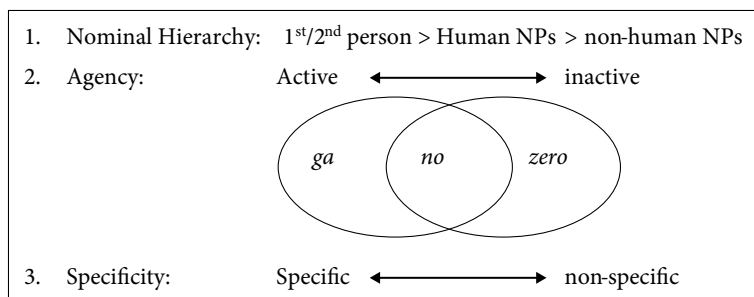 1. Nominal Hierarchy: 1st/2nd person > Human NPs > non-human NPs
2. Agency: Active inactive
ga no zero
3. Specificity: Specific non-specific